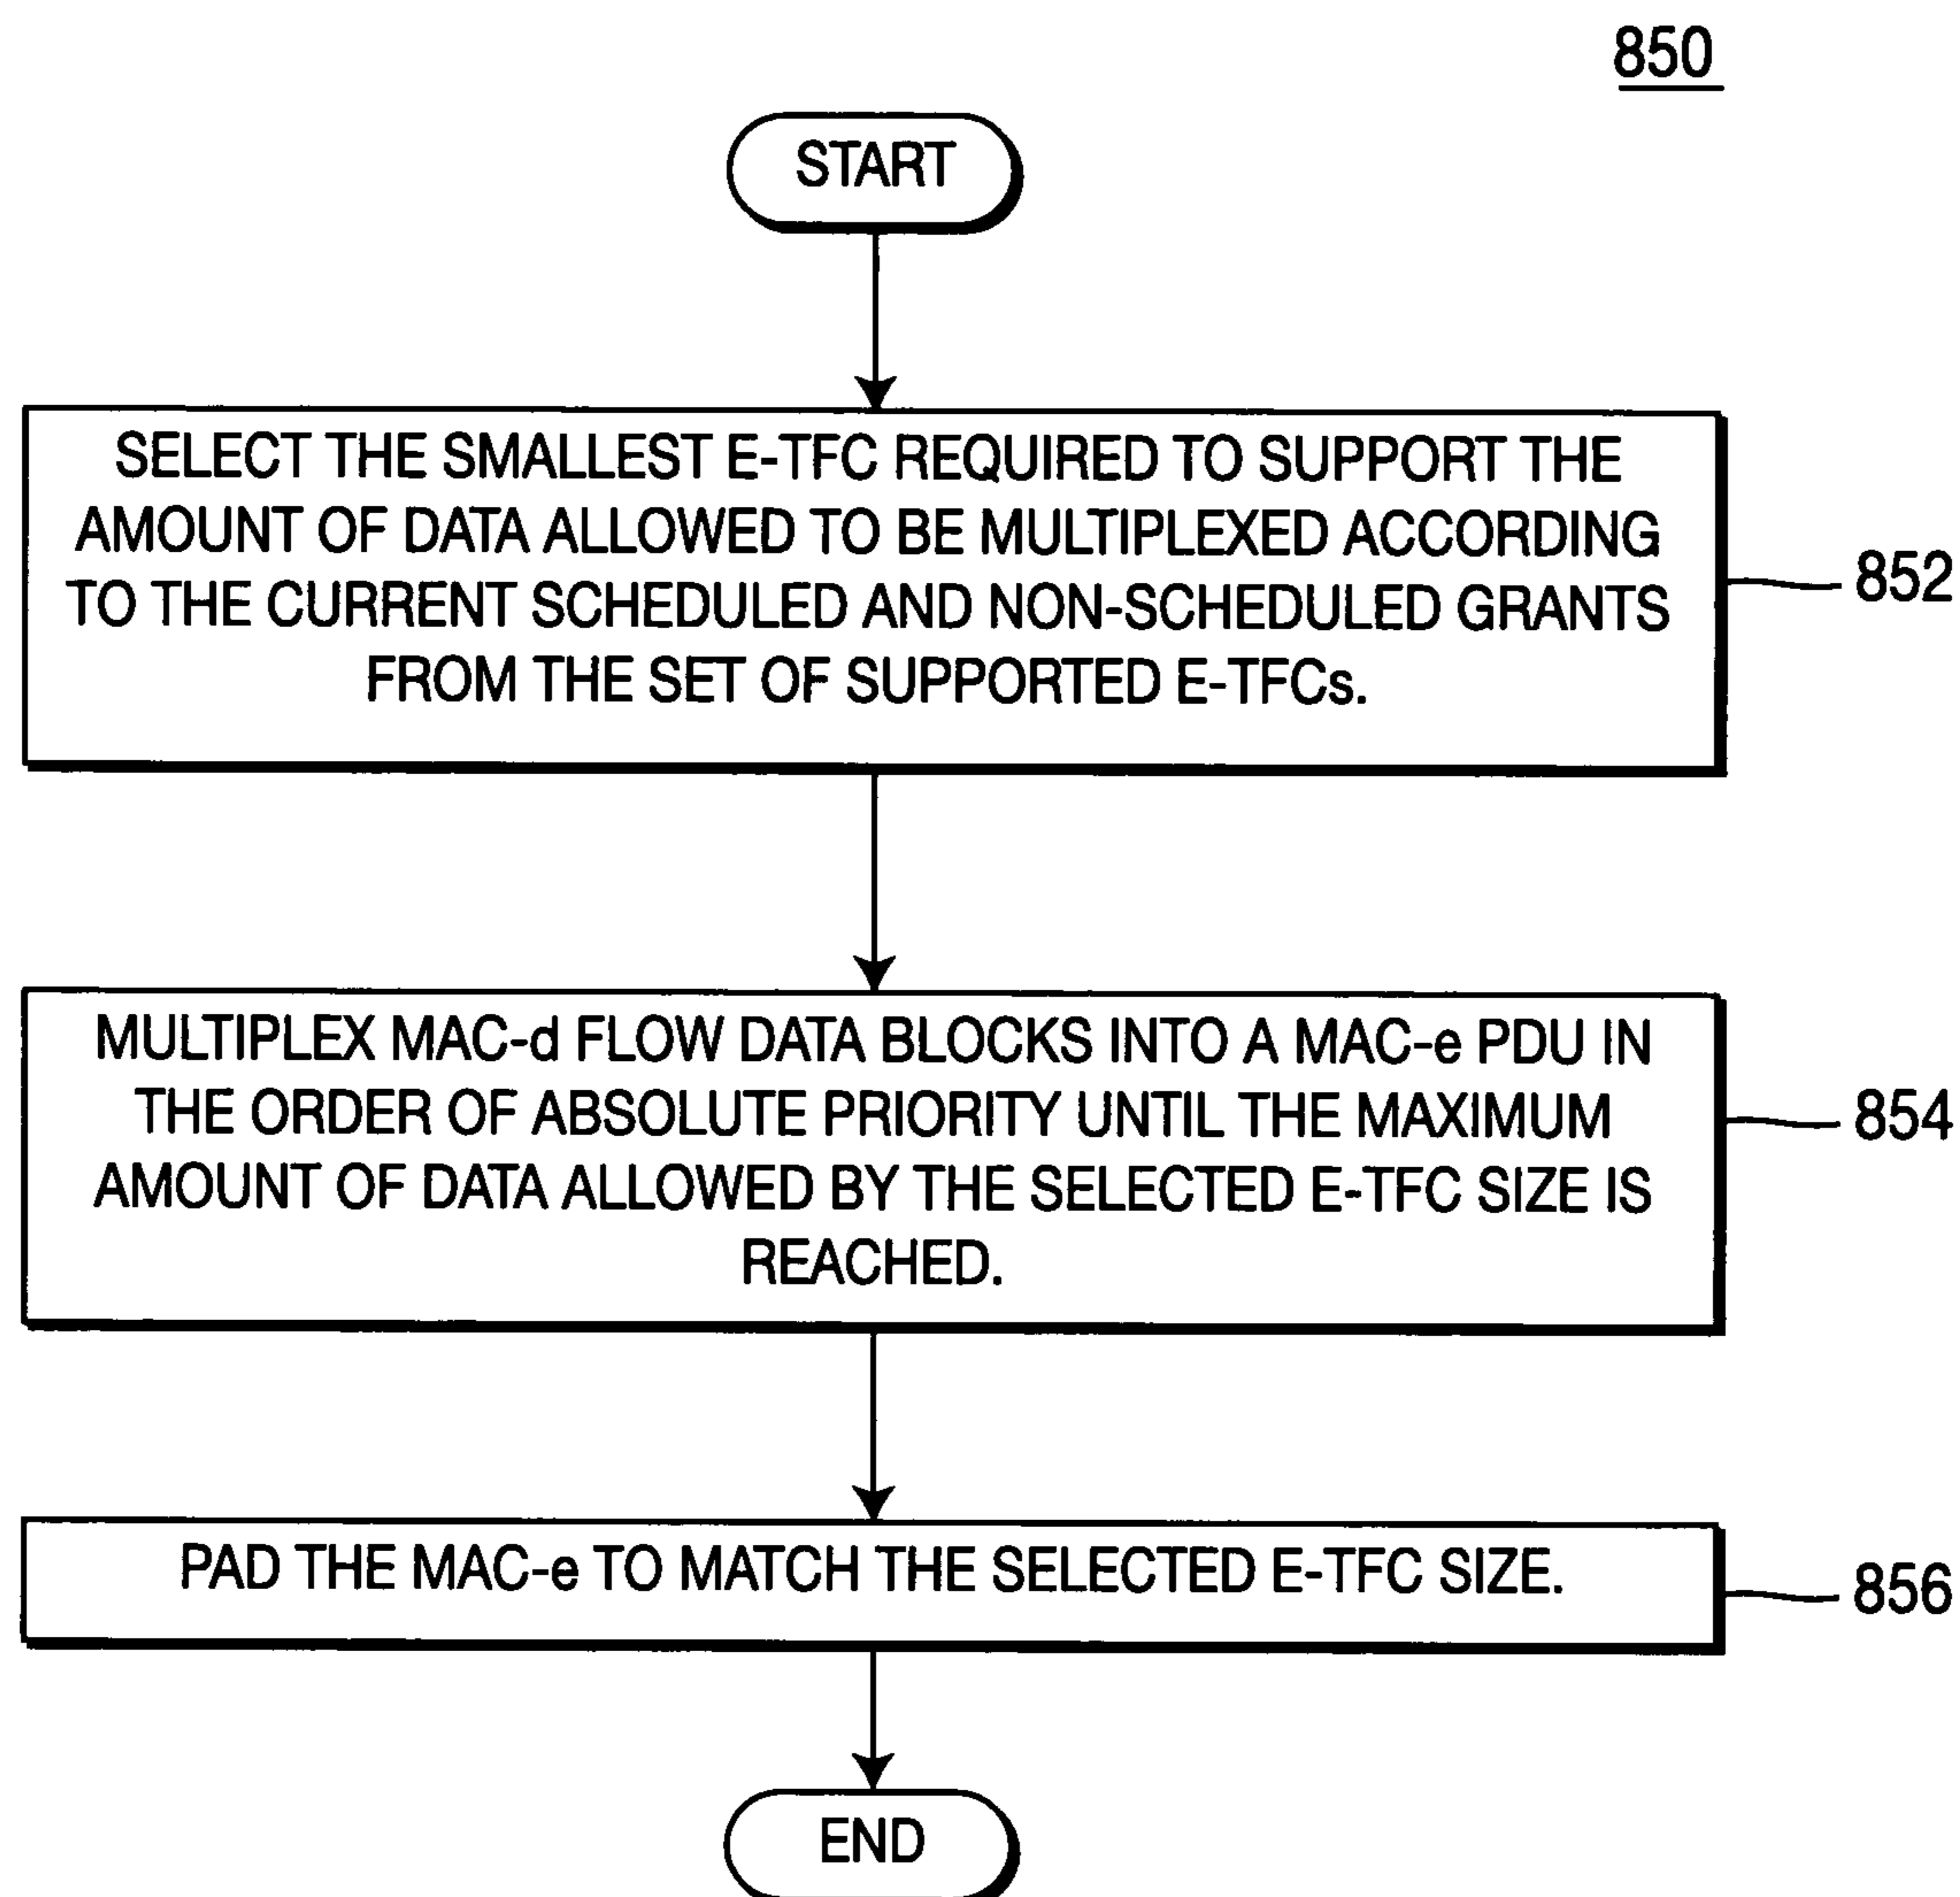 850
START
SELECT THE SMALLEST E-TFC REQUIRED TO SUPPORT THE
AMOUNT OF DATA ALLOWED TO BE MULTIPLEXED ACCORDING
TO THE CURRENT SCHEDULED AND NON-SCHEDULED GRANTS
FROM THE SET OF SUPPORTED E-TFCs.
852
MULTIPLEX MAC-d FLOW DATA BLOCKS INTO A MAC-e PDU IN
THE ORDER OF ABSOLUTE PRIORITY UNTIL THE MAXIMUM
AMOUNT OF DATA ALLOWED BY THE SELECTED E-TFC SIZE IS
REACHED.
854
PAD THE MAC-e TO MATCH THE SELECTED E-TFC SIZE.
856
END